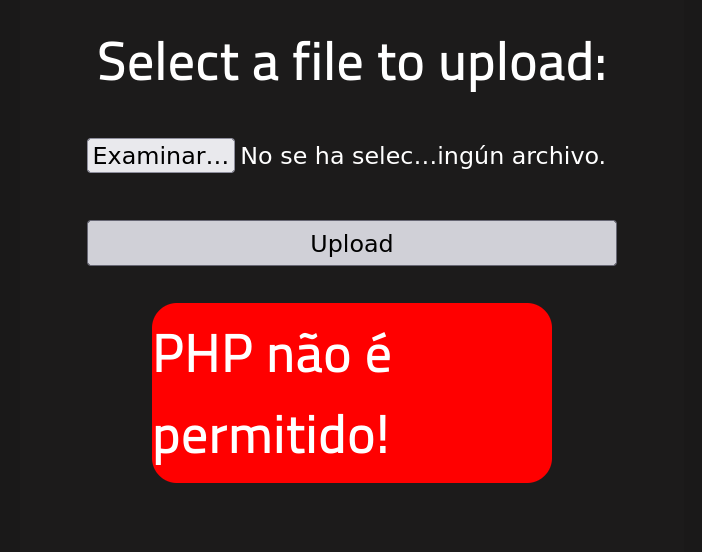 Select a file to upload:
Examinar... No se ha selec...ingún archivo.
Upload
PHP não é
permitido!